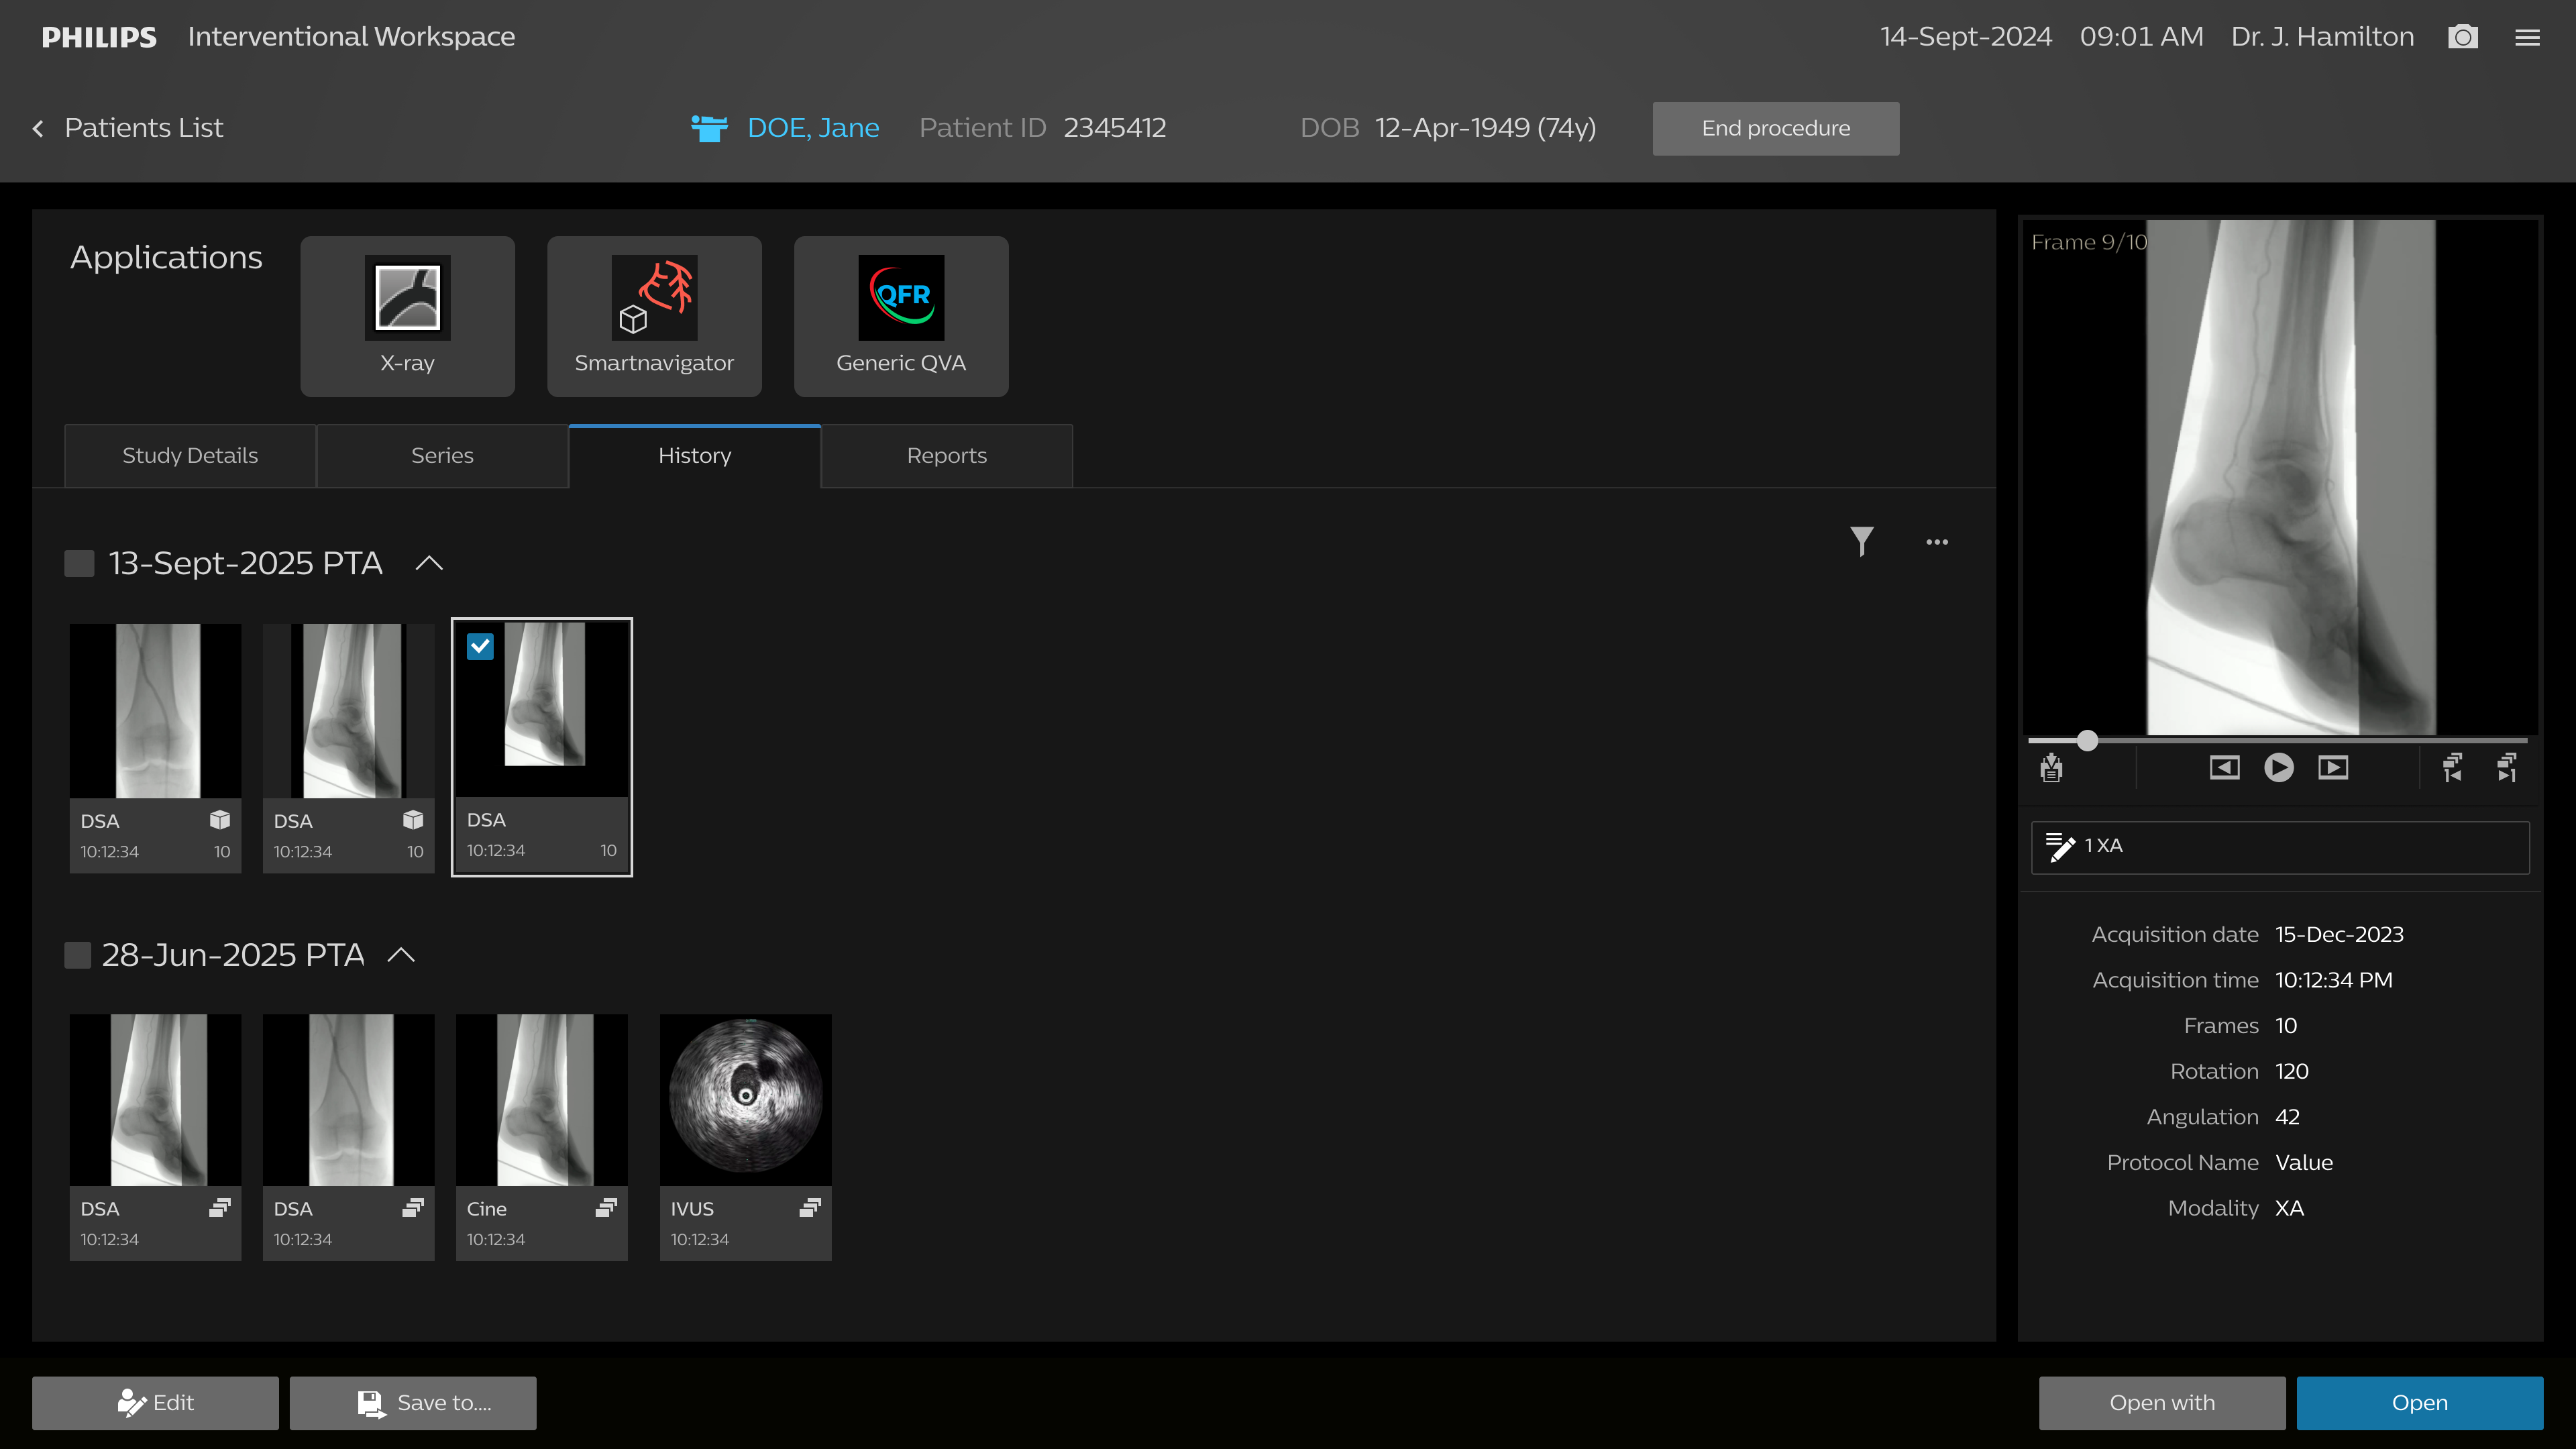 PHILIPS Interventional Workspace 14-Sept-2024 09:01 AM Dr. J. Hamilton
Patients List DOE, Jane Patient ID 2345412 DOB 12-Apr-1949 (74y) End procedure
Applications
X-ray
Smartnavigator
QFR
Generic QVA
Study Details Series History Reports
13-Sept-2025 PTA
DSA
10:12:34 10
DSA
10:12:34 10
DSA
10:12:34 10
28-Jun-2025 PTA
DSA
10:12:34
DSA
10:12:34
Cine
10:12:34
IVUS
10:12:34
Frame 9/10
1 XA
Acquisition date 15-Dec-2023
Acquisition time 10:12:34 PM
Frames 10
Rotation 120
Angulation 42
Protocol Name Value
Modality XA
Edit Save to.... Open with Open